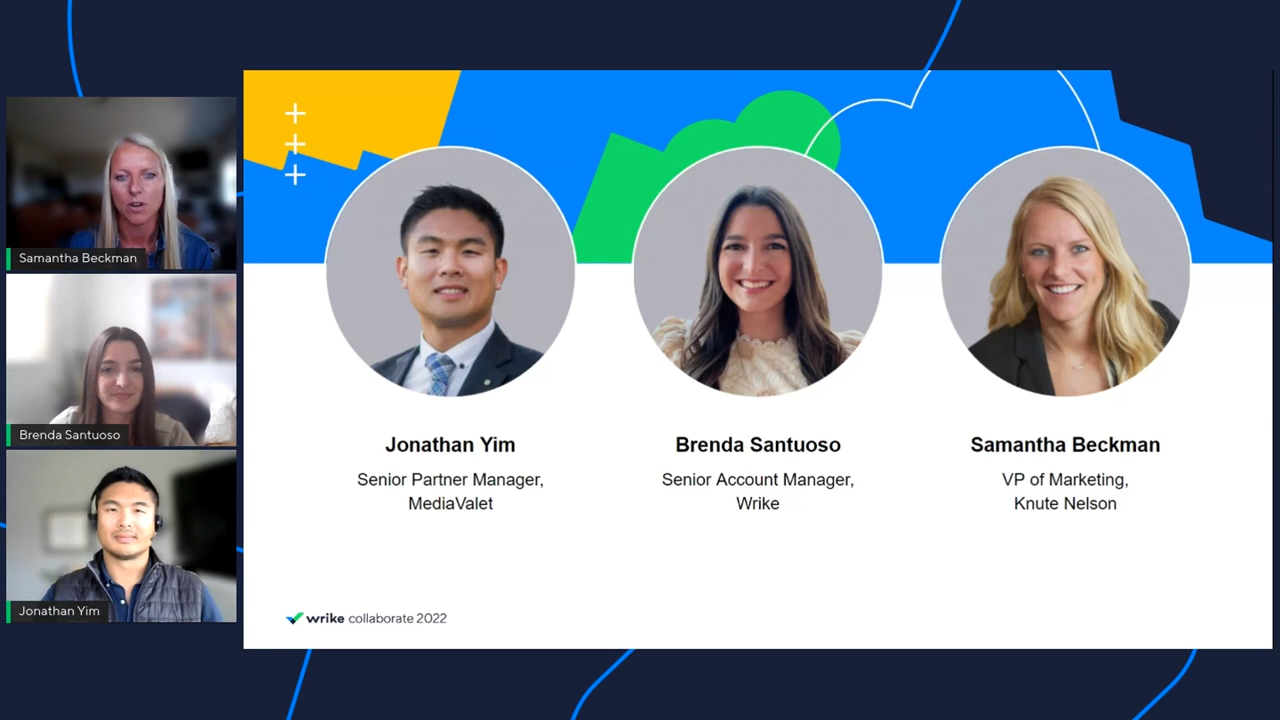 Samantha Beckman
Brenda Santuoso
Jonathan Yim
Jonathan Yim
Senior Partner Manager,
MediaValet
Brenda Santuoso
Senior Account Manager,
Wrike
Samantha Beckman
VP of Marketing,
Knute Nelson
wrike collaborate 2022